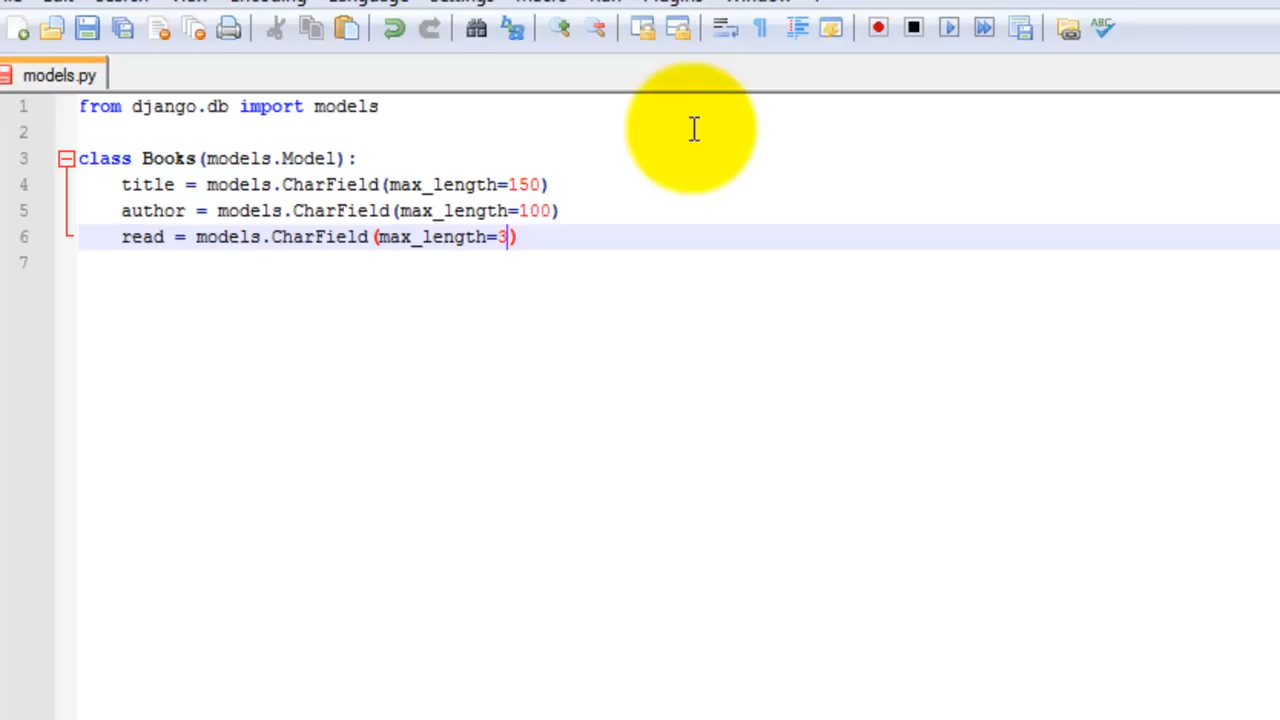 models.py
1 from django.db import models
2
3 class Books(models.Model):
4 title = models.CharField(max_length=150)
5 author = models.CharField(max_length=100)
6 read = models.CharField(max_length=3)
7